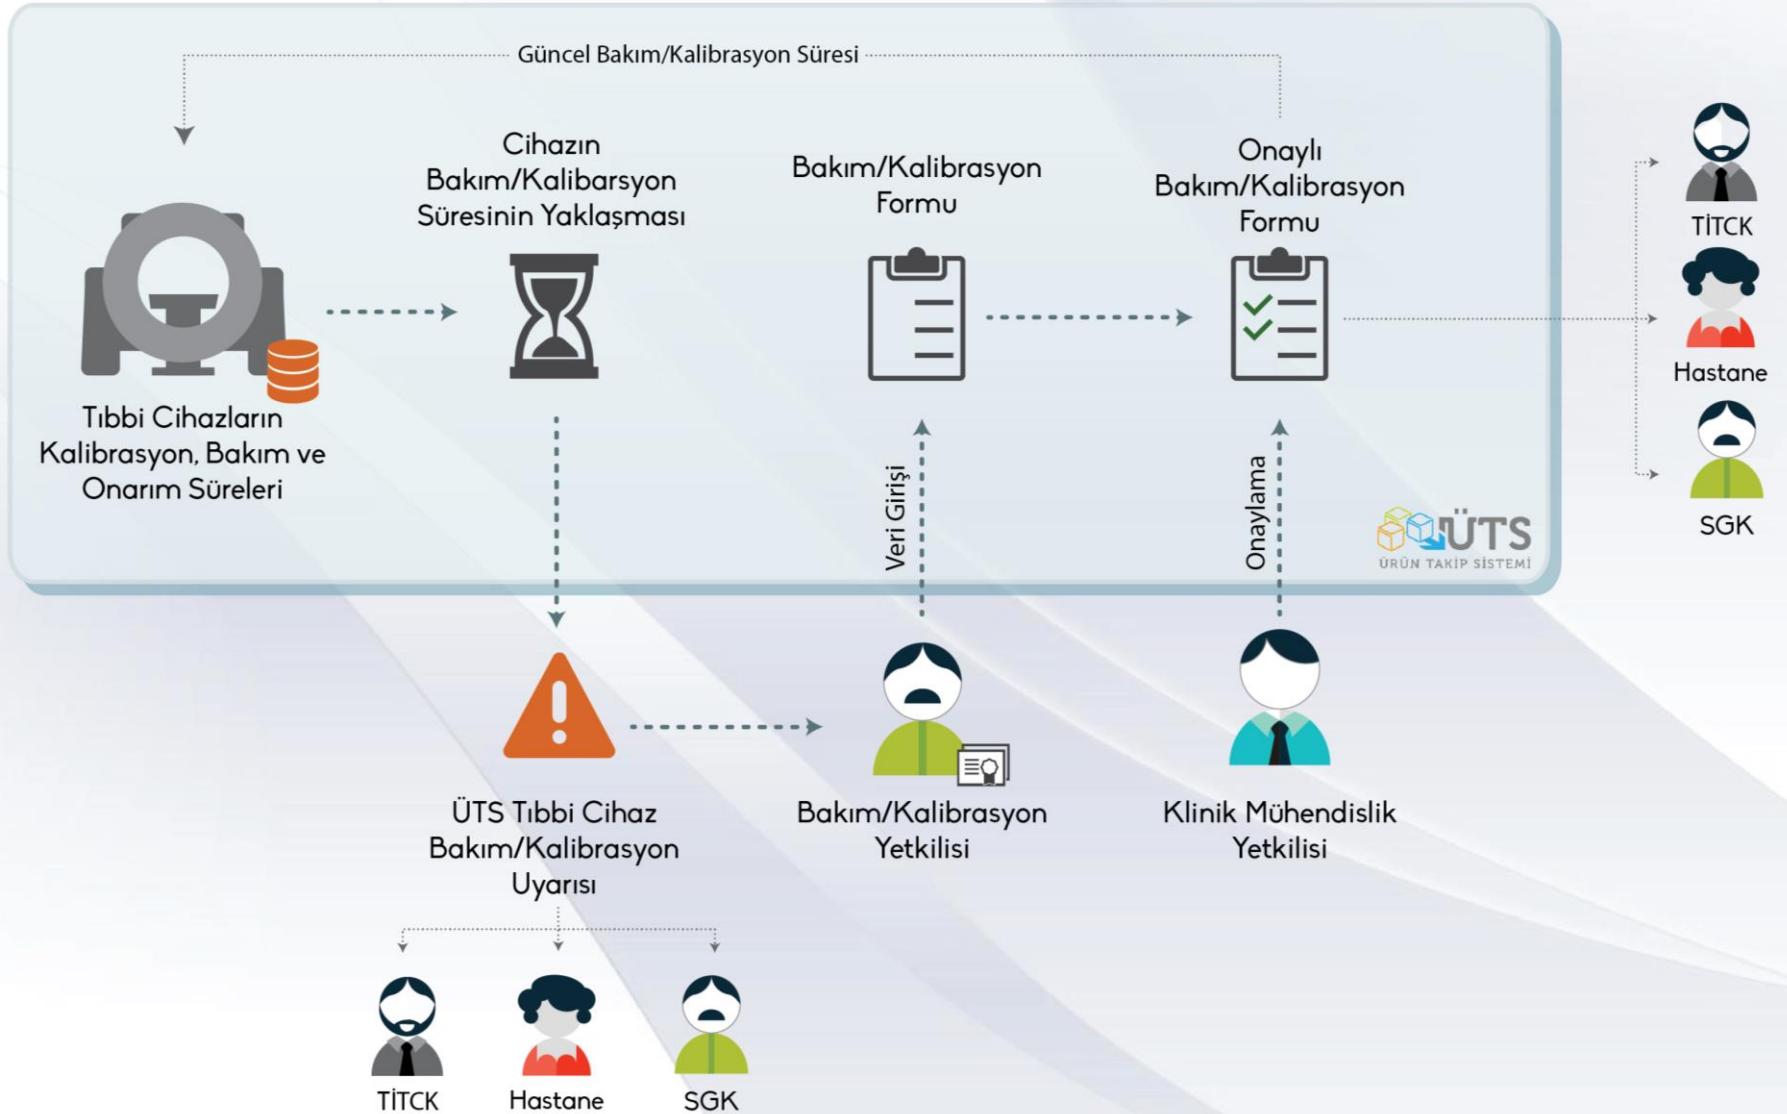 Güncel Bakım/Kalibrasyon Süresi
Cihazın
Bakım/Kalibarsyon
Süresinin Yaklaşması
Bakım/Kalibrasyon
Formu
Onaylı
Bakım/Kalibrasyon
Formu
Tıbbi Cihazların
Kalibrasyon, Bakım ve
Onarım Süreleri
Veri Girişi
Onaylama
ÜTS
ÜRÜN TAKİP SİSTEMİ
TİTCK
Hastane
SGK
ÜTS Tıbbi Cihaz
Bakım/Kalibrasyon
Uyarısı
Bakım/Kalibrasyon
Yetkilisi
Klinik Mühendislik
Yetkilisi
TİTCK
Hastane
SGK